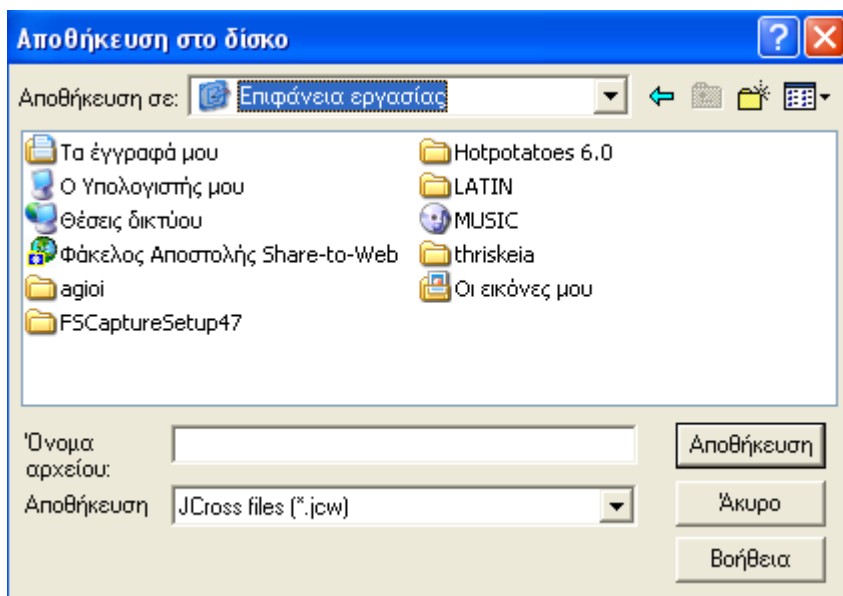 Αποθήκευση στο δίσκο
Αποθήκευση σε: Επιφάνεια εργασίας
Τα έγγραφά μου
Ο Υπολογιστής μου
Θέσεις δικτύου
Φάκελος Αποστολής Share-to-Web
agioi
FSCaptureSetup47
Hotpotatoes 6.0
LATIN
MUSIC
thriskeia
Οι εικόνες μου
Όνομα
αρχείου:
Αποθήκευση
Αποθήκευση JCross files (*.jcw)
Άκυρο
Βοήθεια